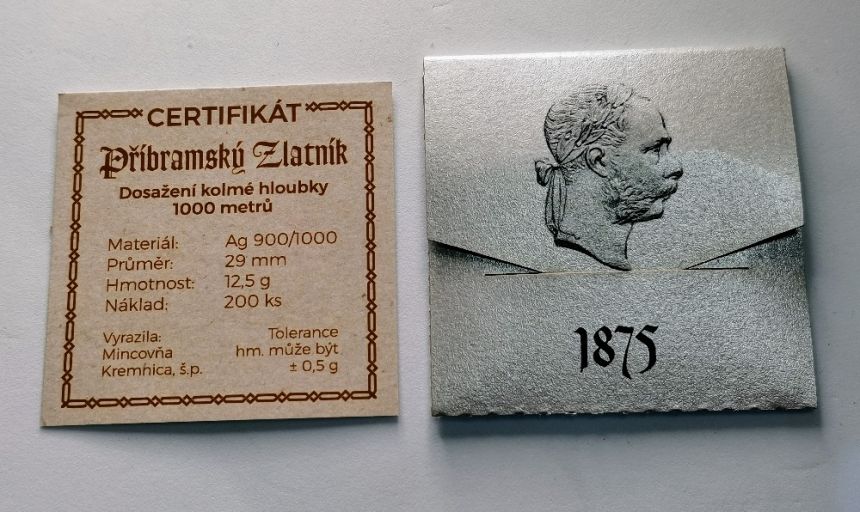 CERTIFIKÁT
Příbramský Zlatník
Dosažení kolmé hloubky
1000 metrů
Materiál: Ag 900/1000
Průměr: 29 mm
Hmotnost: 12,5 g
Náklad: 200 ks
Vyrazila:
Mincovňa
Kremnica, š.p.
Tolerance
hm. může být
± 0,5 g
1875